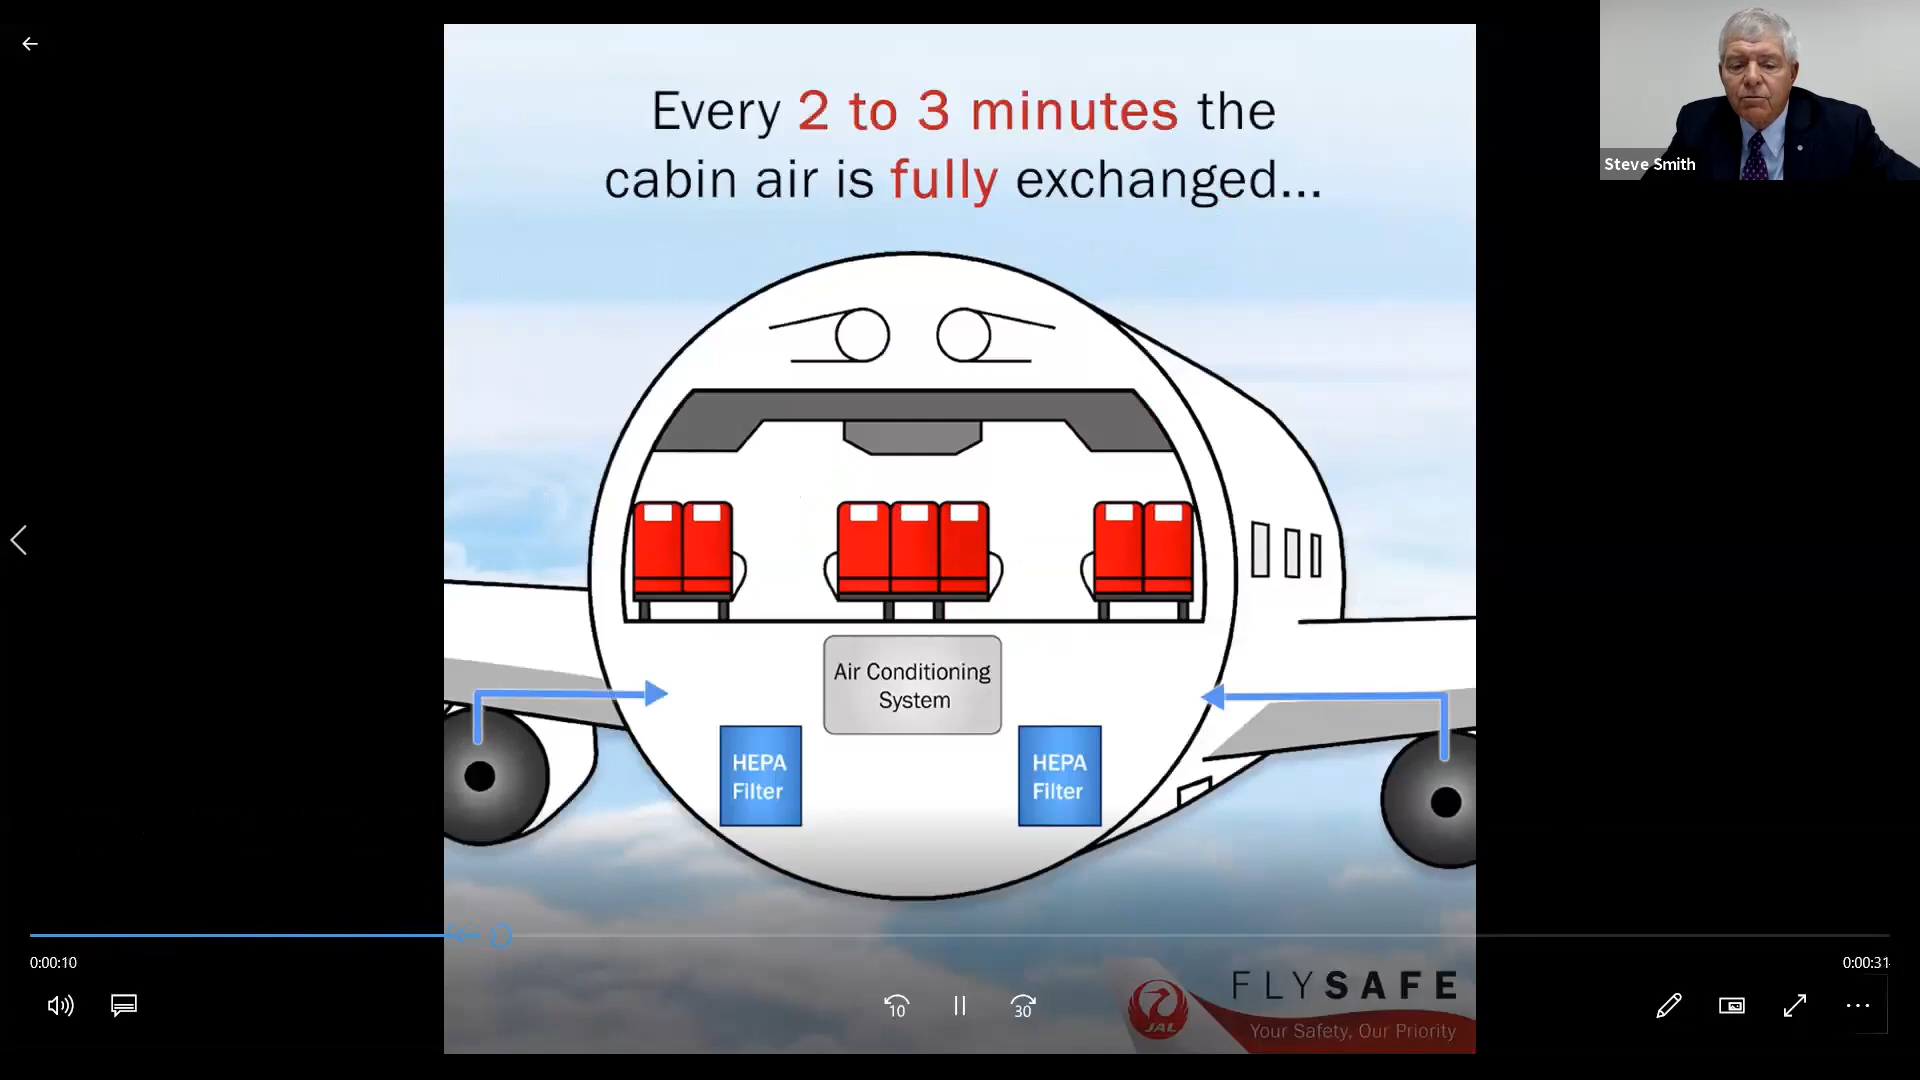 Every 2 to 3 minutes the
cabin air is fully exchanged...
Steve Smith
Air Conditioning
System
HEPA
Filter
HEPA
Filter
0:00:10
0:00:31
10
30
JAL
FLYSAFE
Your Safety, Our Priority